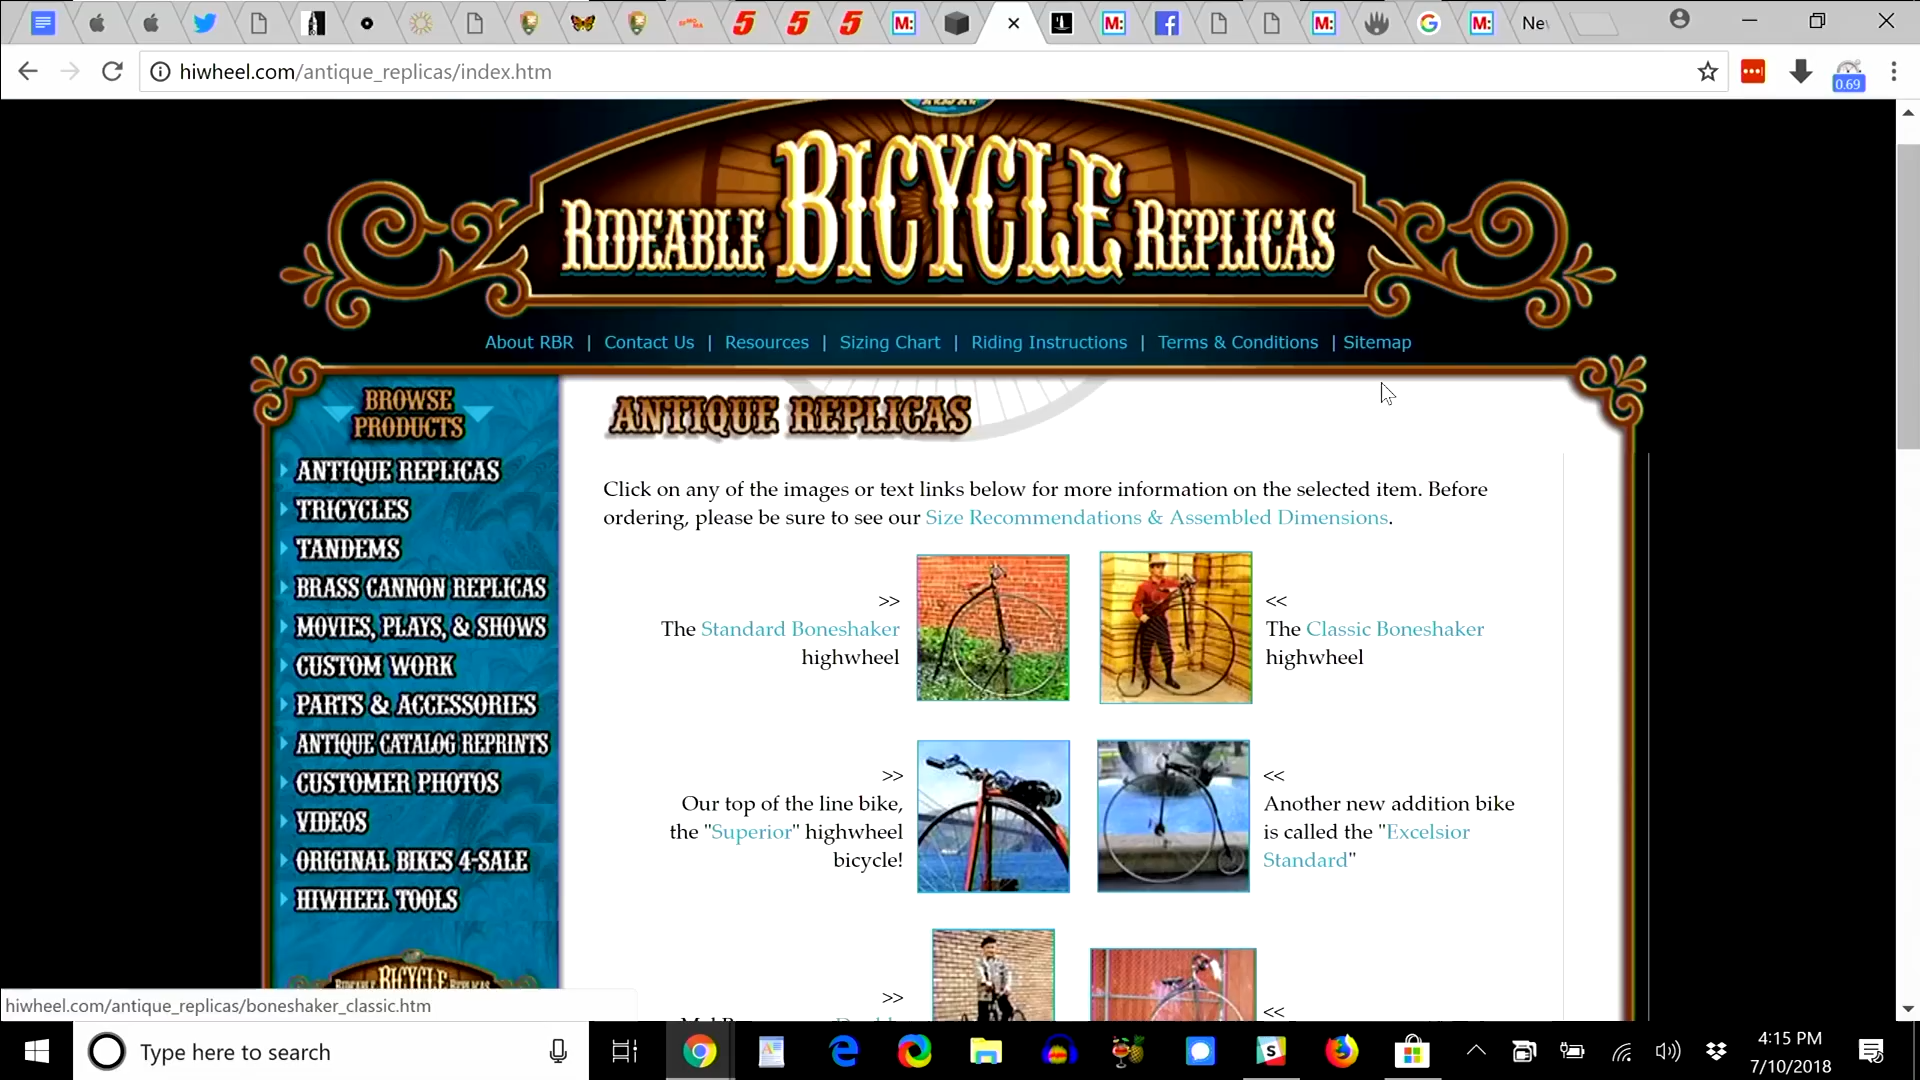 New
hiwheel.com/antique_replicas/index.htm
0.69
RIDEABLE BICYCLE REPLICAS
About RBR | Contact Us | Resources | Sizing Chart | Riding Instructions | Terms & Conditions | Sitemap
BROWSE
PRODUCTS
ANTIQUE REPLICAS
TRICYCLES
TANDEMS
BRASS CANNON REPLICAS
MOVIES, PLAYS, & SHOWS
CUSTOM WORK
PARTS & ACCESSORIES
ANTIQUE CATALOG REPRINTS
CUSTOMER PHOTOS
VIDEOS
ORIGINAL BIKES 4-SALE
HIWHEEL TOOLS
RIDEABLE BICYCLE REPLICAS
ANTIQUE REPLICAS
Click on any of the images or text links below for more information on the selected item. Before
ordering, please be sure to see our Size Recommendations & Assembled Dimensions.
>>
The Standard Boneshaker
highwheel
<<
The Classic Boneshaker
highwheel
>>
Our top of the line bike,
the "Superior" highwheel
bicycle!
<<
Another new addition bike
is called the "Excelsior
Standard"
>>
<<
hiwheel.com/antique_replicas/boneshaker_classic.htm
Type here to search
4:15 PM
7/10/2018